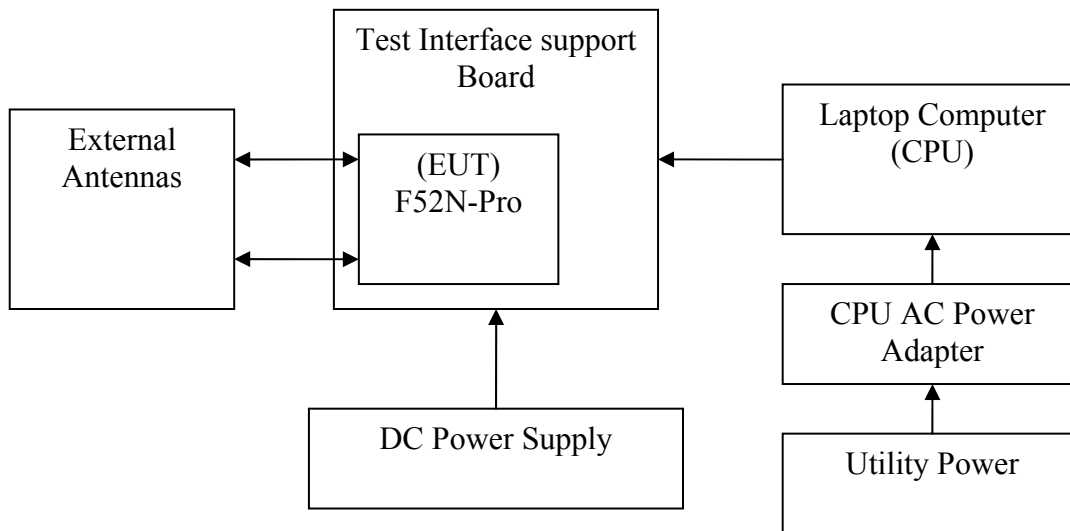 Test Interface support
Board
External
Antennas
(EUT)
F52N-Pro
Laptop Computer
(CPU)
CPU AC Power
Adapter
DC Power Supply
Utility Power